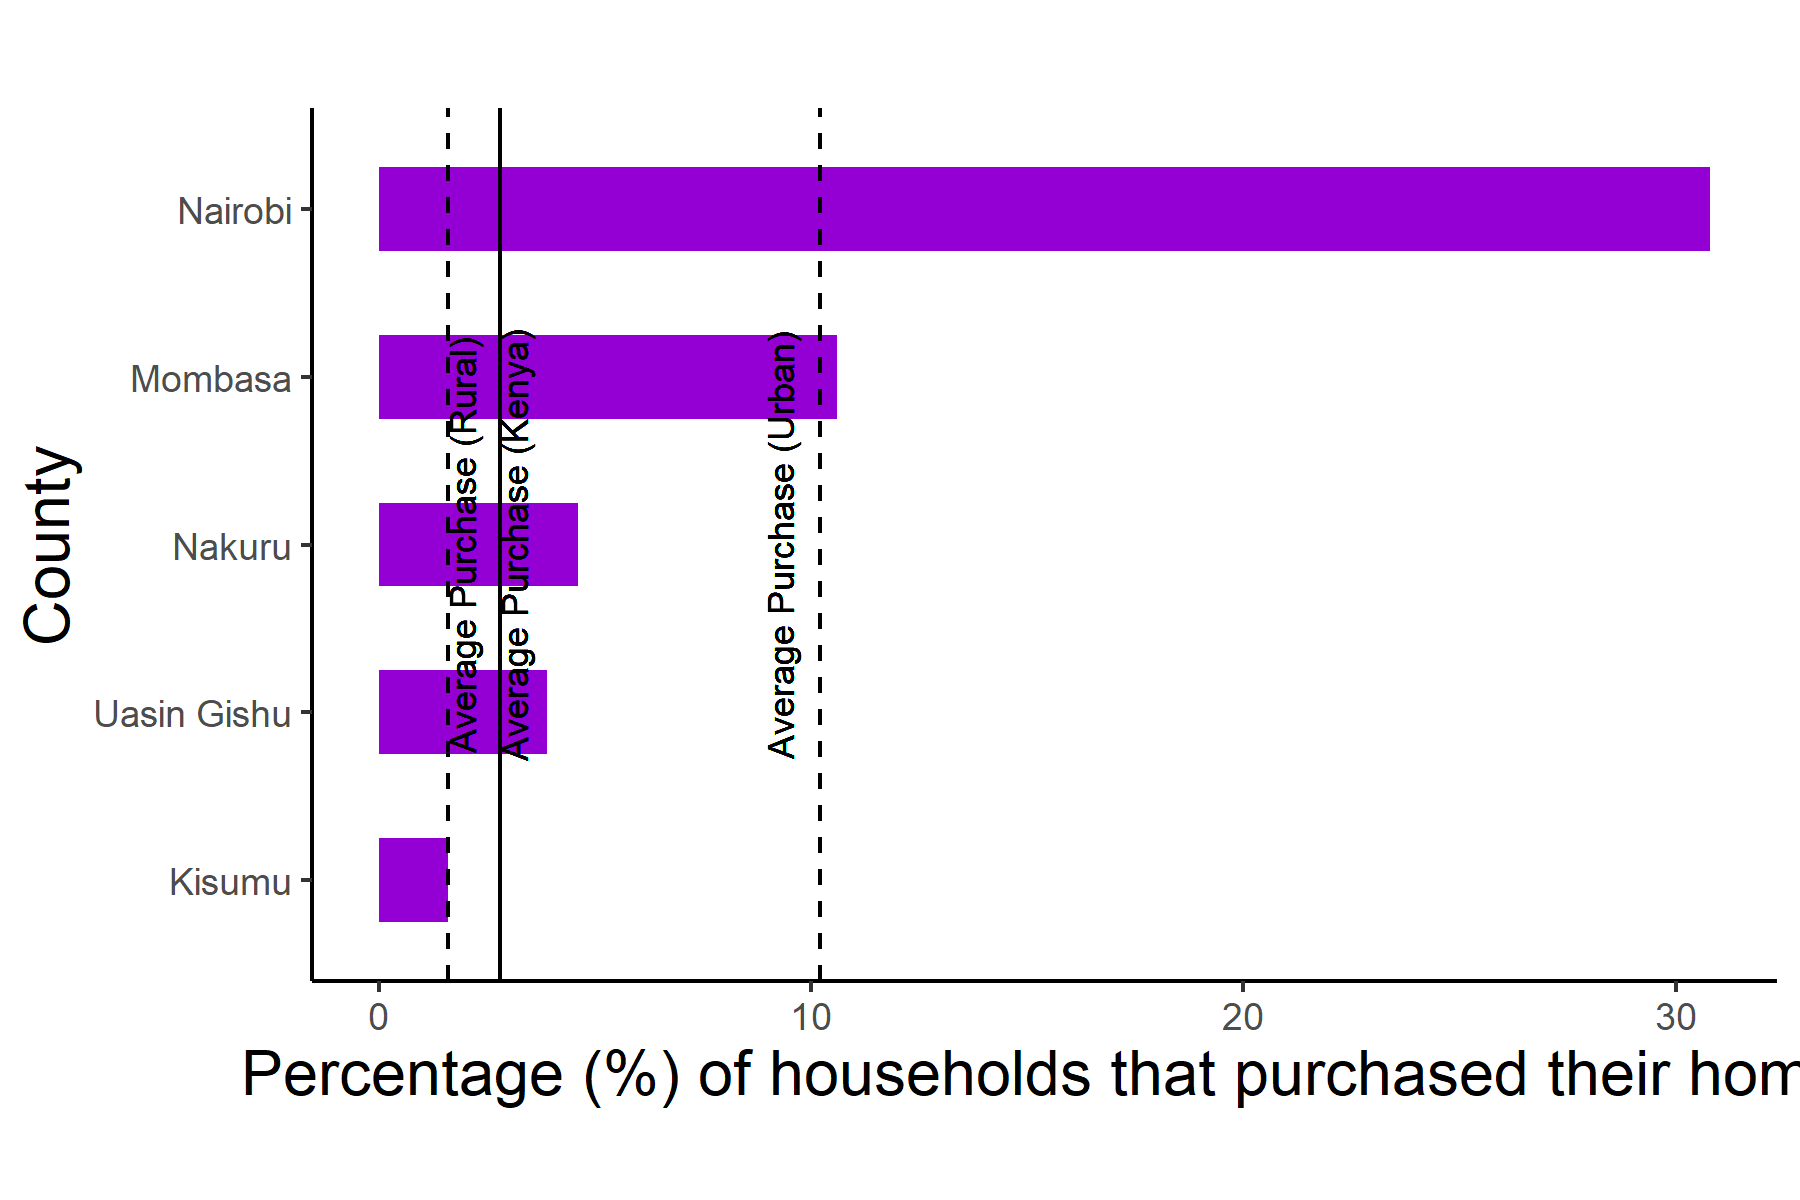 County
Nairobi
Mombasa
Nakuru
Uasin Gishu
Kisumu
Average Purchase (Rural)
Average Purchase (Kenya)
Average Purchase (Urban)
0 10 20 30
Percentage (%) of households that purchased their hom